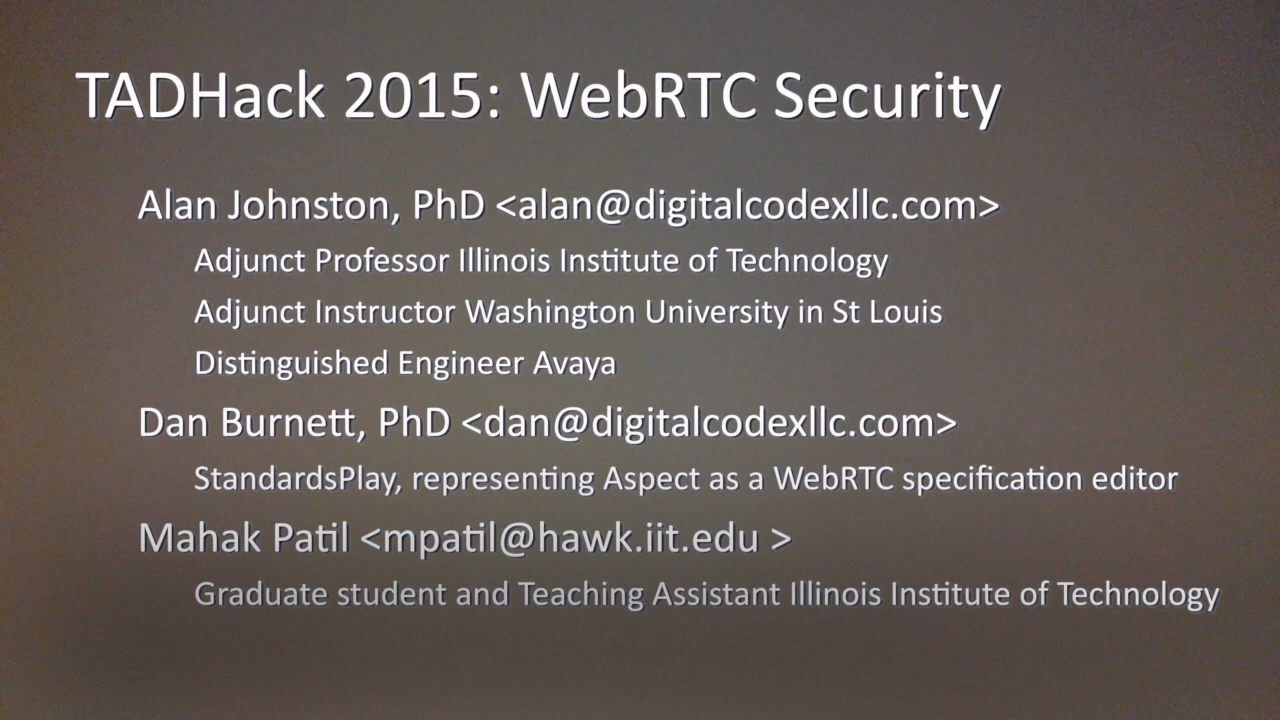 TADHack 2015: WebRTC Security
Alan Johnston, PhD <alan@digitalcodexllc.com>
Adjunct Professor Illinois Institute of Technology
Adjunct Instructor Washington University in St Louis
Distinguished Engineer Avaya
Dan Burnett, PhD <dan@digitalcodexllc.com>
StandardsPlay, representing Aspect as a WebRTC specification editor
Mahak Patil <mpatil@hawk.iit.edu >
Graduate student and Teaching Assistant Illinois Institute of Technology